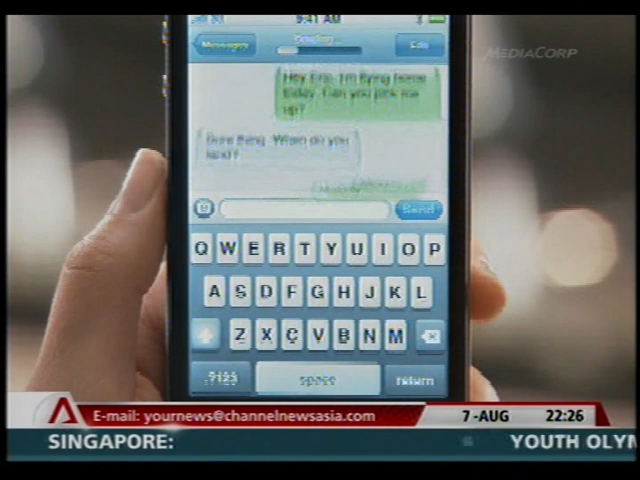 9:41 AM
Messages
Sending...
Edit
MEDIACORP
Hey Eric, I'm flying home
today. Can you pick me
up?
Sure thing. When do you
land?
Send
Q W E R T Y U I O P
A S D F G H J K L
Z X C V B N M
.?123
space
return
E-mail: yournews@channelnewsasia.com
7 -AUG
22:26
SINGAPORE:
YOUTH OLYM